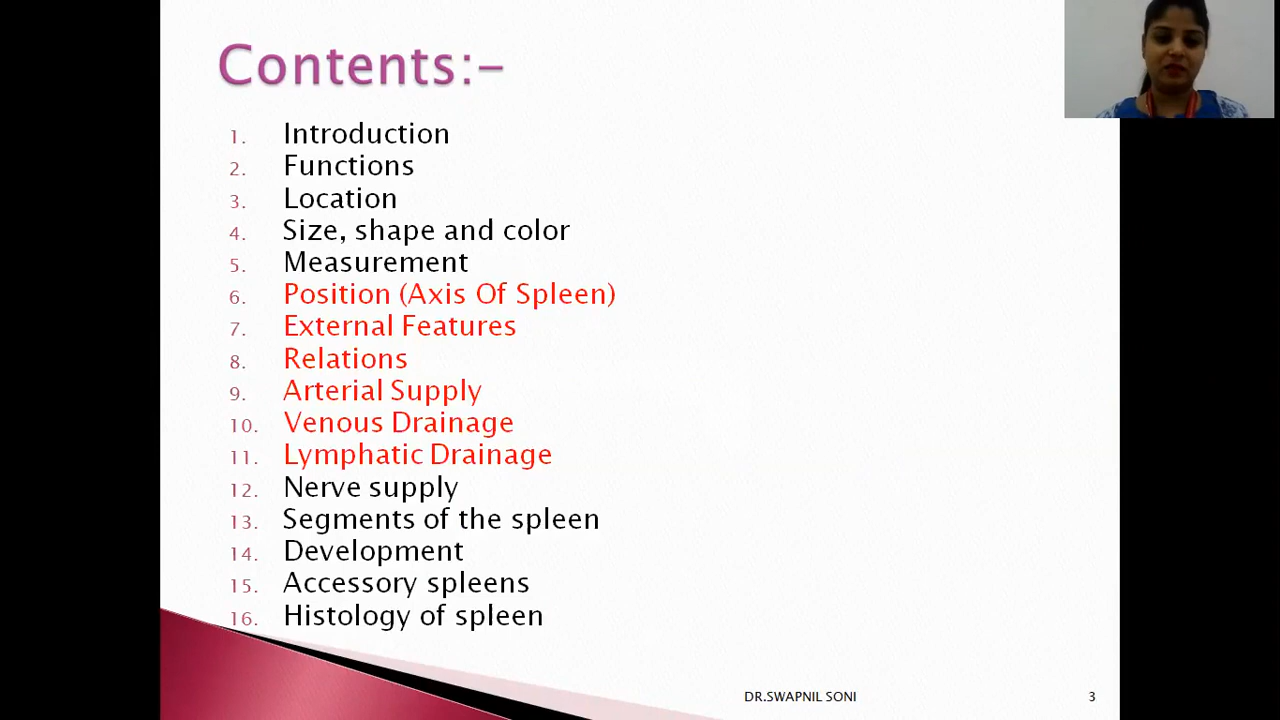 Contents:-
1. Introduction
2. Functions
3. Location
4. Size, shape and color
5. Measurement
6. Position (Axis Of Spleen)
7. External Features
8. Relations
9. Arterial Supply
10. Venous Drainage
11. Lymphatic Drainage
12. Nerve supply
13. Segments of the spleen
14. Development
15. Accessory spleens
16. Histology of spleen
DR.SWAPNIL SONI 3